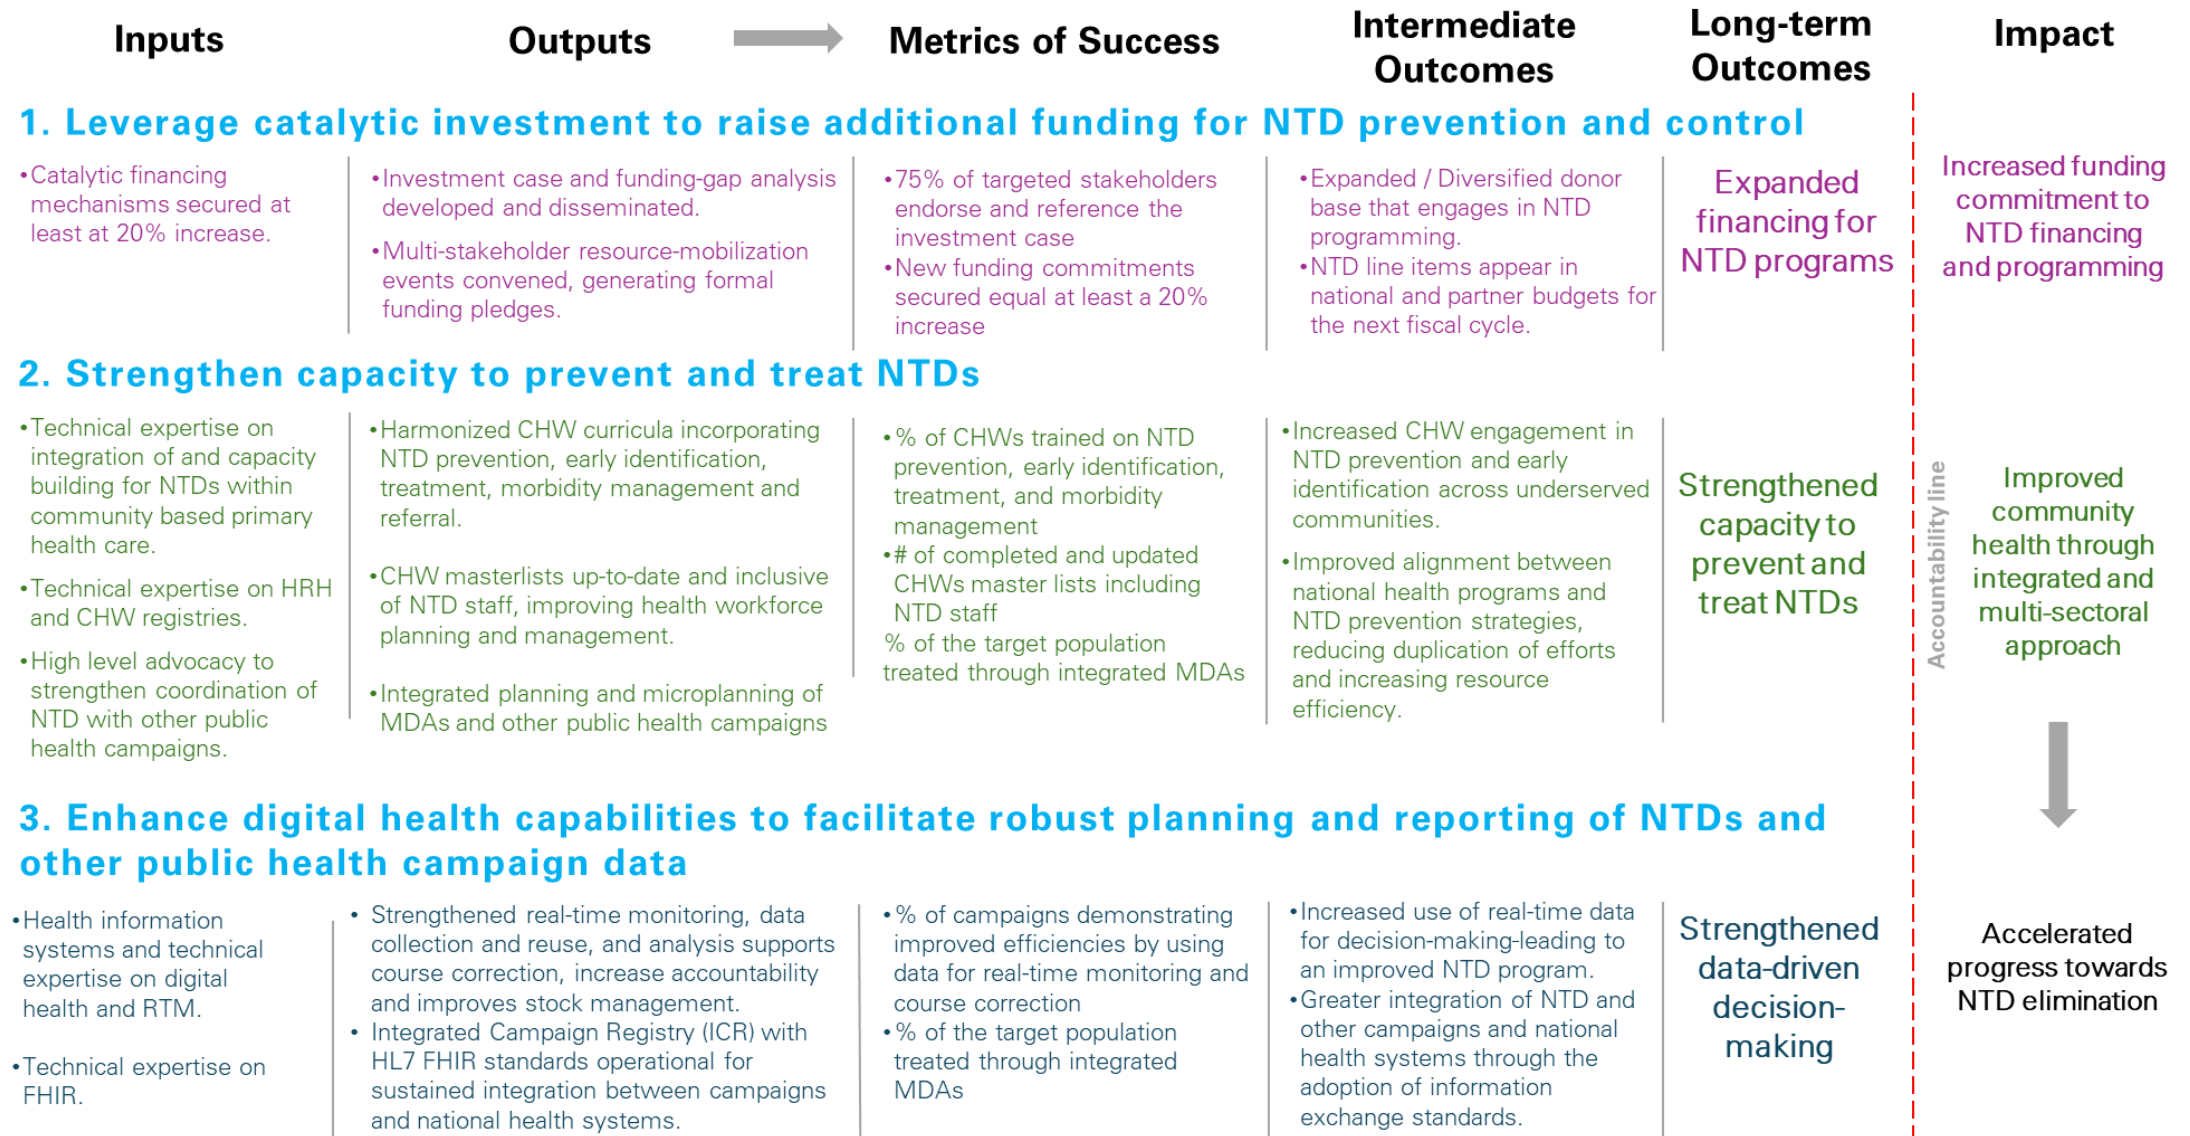 Inputs
Outputs
Metrics of Success
Intermediate
Outcomes
Long-term
Outcomes
Impact
1. Leverage catalytic investment to raise additional funding for NTD prevention and control
•Catalytic financing
mechanisms secured at
least at 20% increase.
•Investment case and funding-gap analysis
developed and disseminated.
•Multi-stakeholder resource-mobilization
events convened, generating formal
funding pledges.
•75% of targeted stakeholders
endorse and reference the
investment case
•New funding commitments
secured equal at least a 20%
increase
•Expanded / Diversified donor
base that engages in NTD
programming.
•NTD line items appear in
national and partner budgets for
the next fiscal cycle.
Expanded
financing for
NTD programs
Increased funding
commitment to
NTD financing
and programming
2. Strengthen capacity to prevent and treat NTDs
•Technical expertise on
integration of and capacity
building for NTDs within
community based primary
health care.
•Technical expertise on HRH
and CHW registries.
•High level advocacy to
strengthen coordination of
NTD with other public
health campaigns.
•Harmonized CHW curricula incorporating
NTD prevention, early identification,
treatment, morbidity management and
referral.
•CHW masterlists up-to-date and inclusive
of NTD staff, improving health workforce
planning and management.
•Integrated planning and microplanning of
MDAs and other public health campaigns
•% of CHWs trained on NTD
prevention, early identification,
treatment, and morbidity
management
•# of completed and updated
CHWs master lists including
NTD staff
% of the target population
treated through integrated MDAs
•Increased CHW engagement in
NTD prevention and early
identification across underserved
communities.
•Improved alignment between
national health programs and
NTD prevention strategies,
reducing duplication of efforts
and increasing resource
efficiency.
Strengthened
capacity to
prevent and
treat NTDs
Accountability line
Improved
community
health through
integrated and
multi-sectoral
approach
3. Enhance digital health capabilities to facilitate robust planning and reporting of NTDs and
other public health campaign data
•Health information
systems and technical
expertise on digital
health and RTM.
•Technical expertise on
FHIR.
• Strengthened real-time monitoring, data
collection and reuse, and analysis supports
course correction, increase accountability
and improves stock management.
• Integrated Campaign Registry (ICR) with
HL7 FHIR standards operational for
sustained integration between campaigns
and national health systems.
•% of campaigns demonstrating
improved efficiencies by using
data for real-time monitoring and
course correction
•% of the target population
treated through integrated
MDAs
•Increased use of real-time data
for decision-making-leading to
an improved NTD program.
•Greater integration of NTD and
other campaigns and national
health systems through the
adoption of information
exchange standards.
Strengthened
data-driven
decision-
making
Accelerated
progress towards
NTD elimination